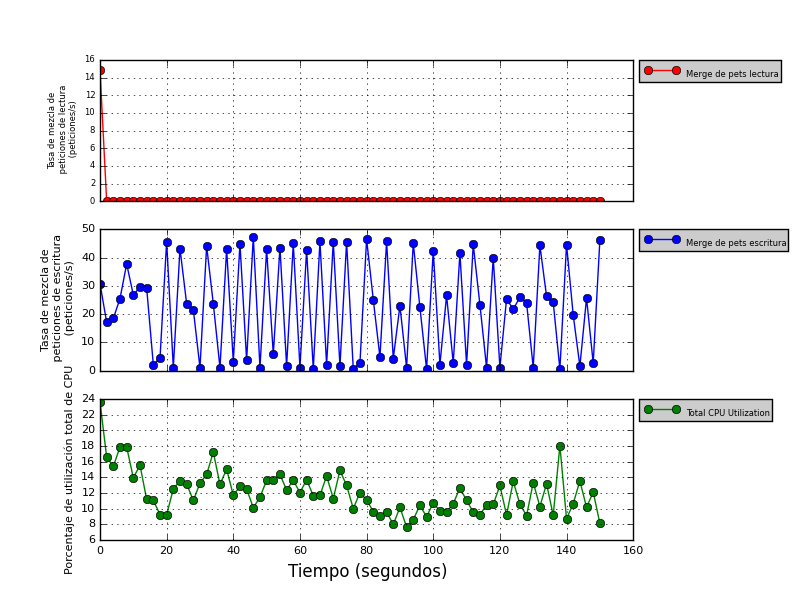 Tasa de mezcla de
peticiones de lectura
(peticiones/s)
16
14
12
10
8
6
4
2
0
Merge de pets lectura
Tasa de mezcla de
peticiones de escritura
(peticiones/s)
50
40
30
20
10
0
Merge de pets escritura
Porcentaje de utilización total de CPU
24
22
20
18
16
14
12
10
8
6
Total CPU Utilization
0 20 40 60 80 100 120 140 160
Tiempo (segundos)